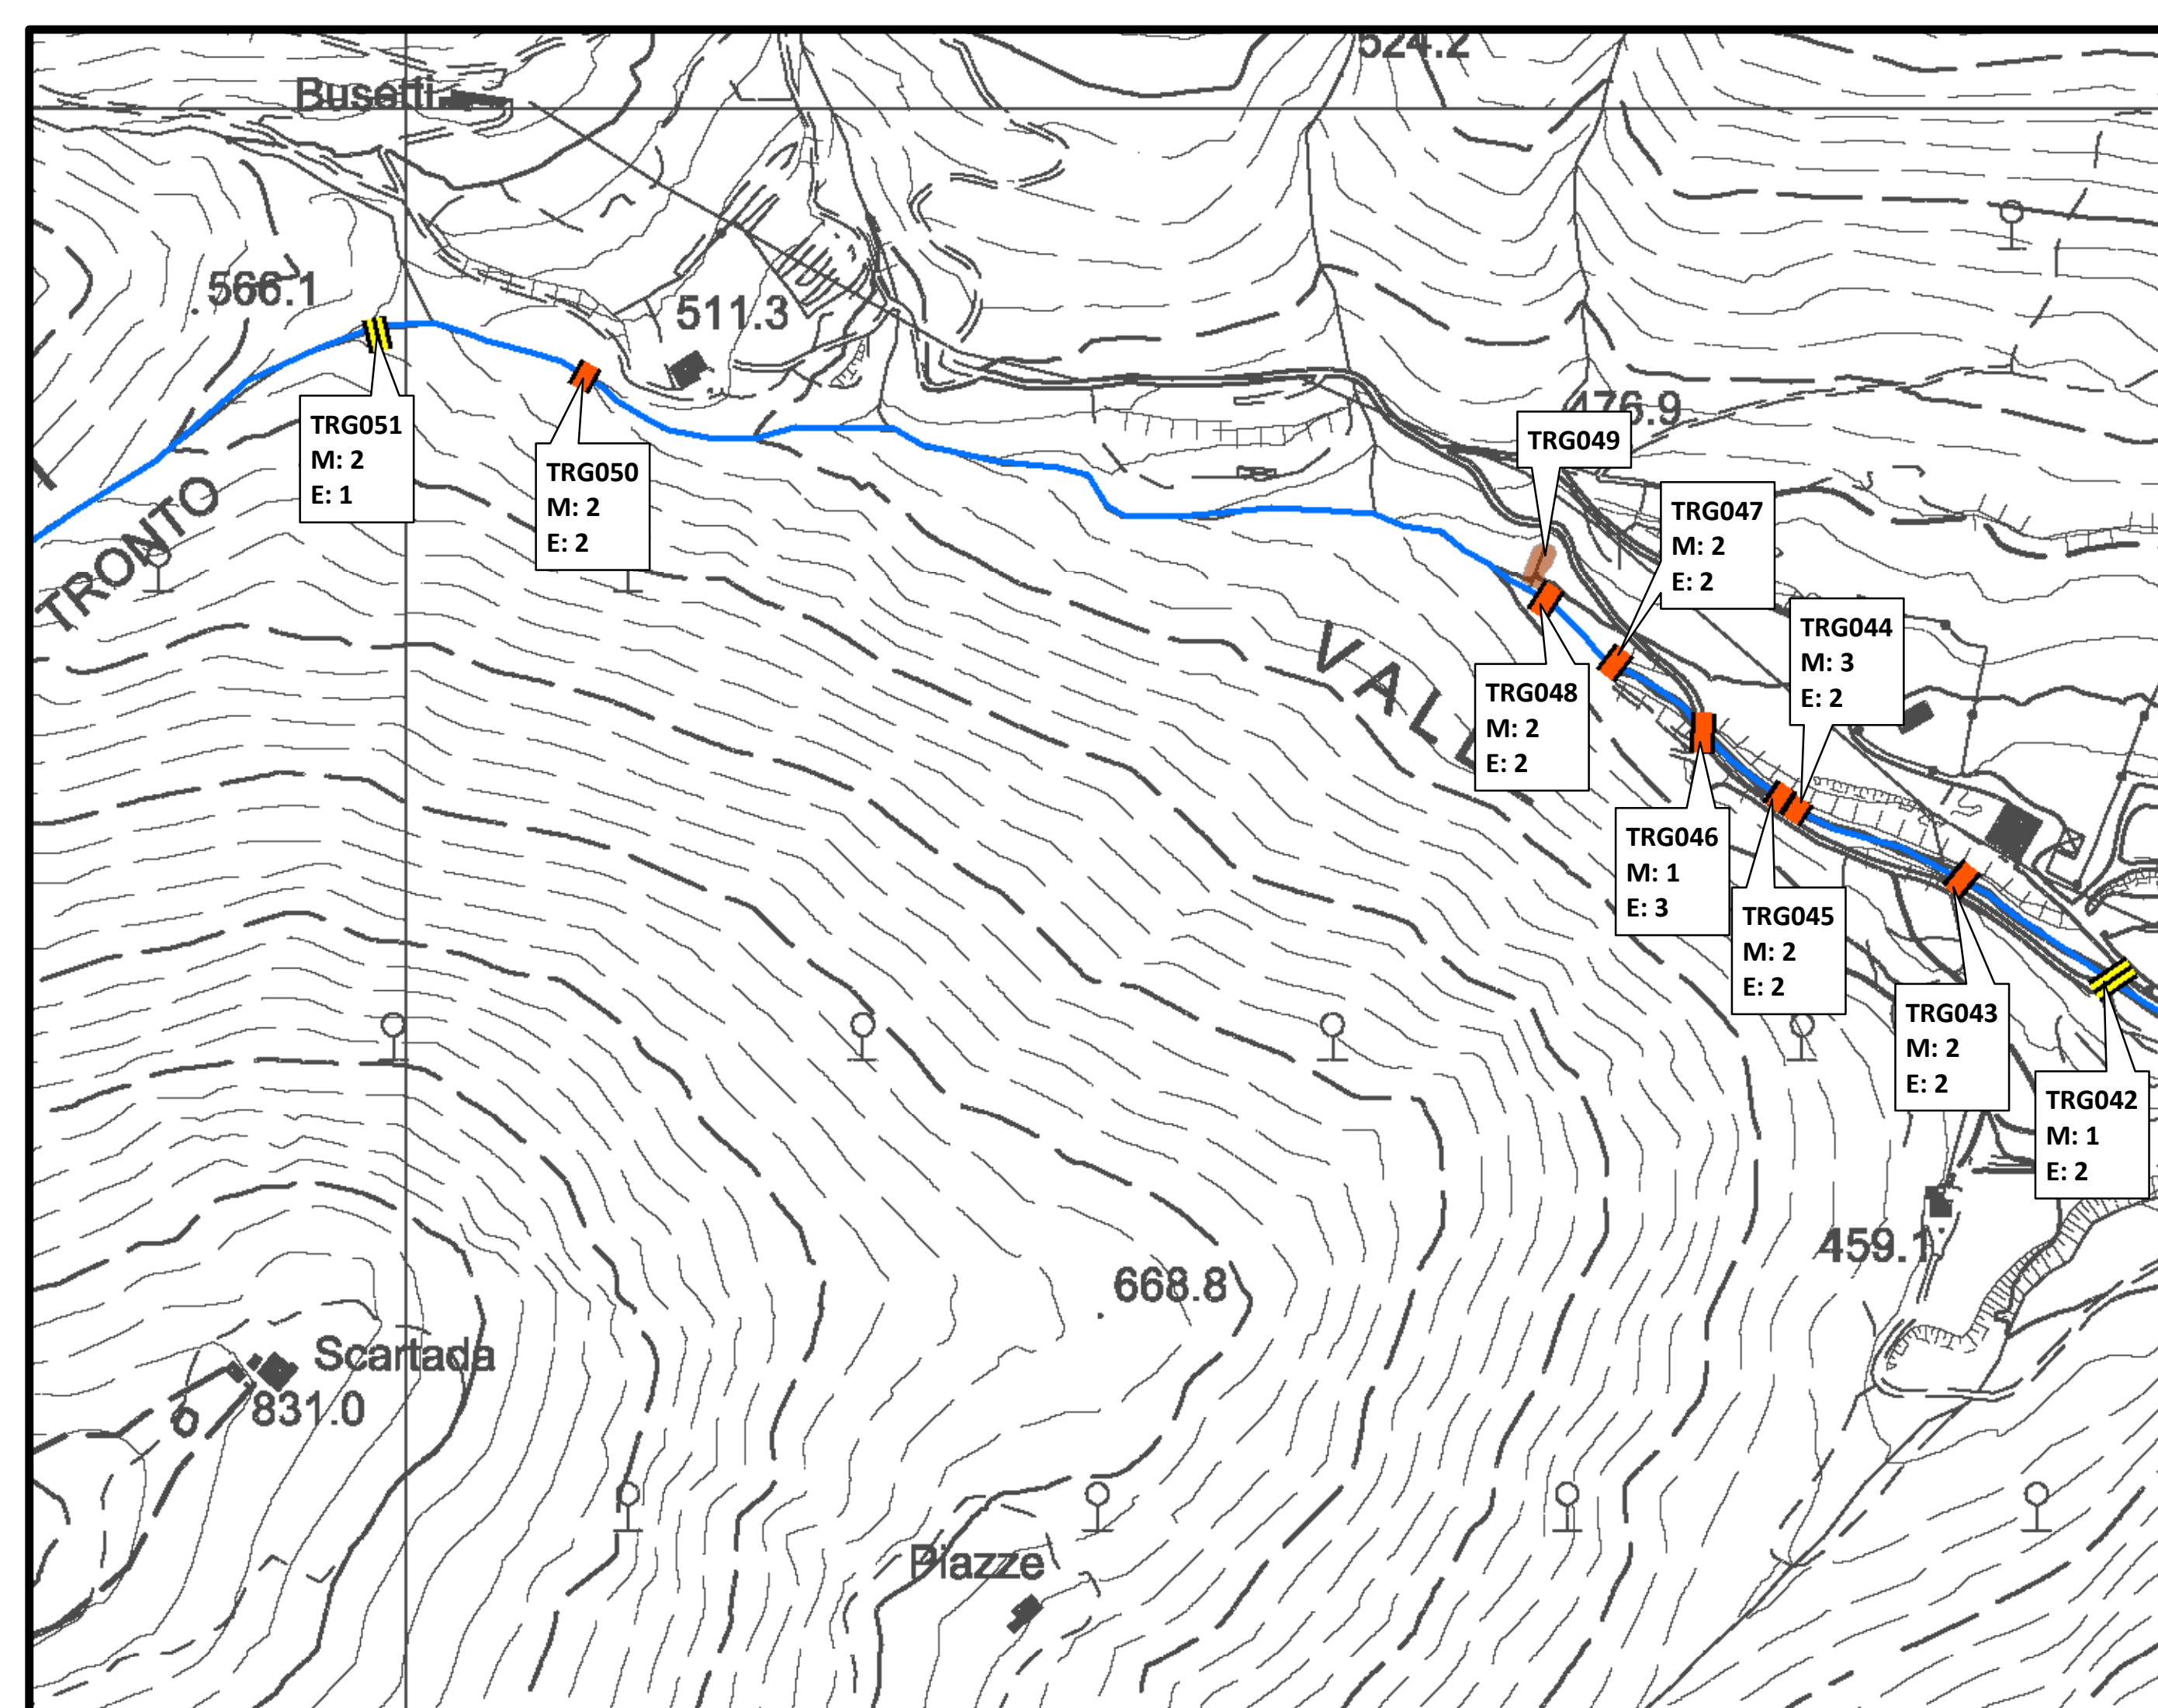 524.2
Busetti
566.1
511.3
476.9
TRG051
M: 2
E: 1
TRG050
M: 2
E: 2
TRG049
TRG047
M: 2
E: 2
TRONTO
TRG044
M: 3
E: 2
VALL
TRG048
M: 2
E: 2
TRG046
M: 1
E: 3
TRG045
M: 2
E: 2
TRG043
M: 2
E: 2
TRG042
M: 1
E: 2
459.1
668.8
Scartada
831.0
Piazze